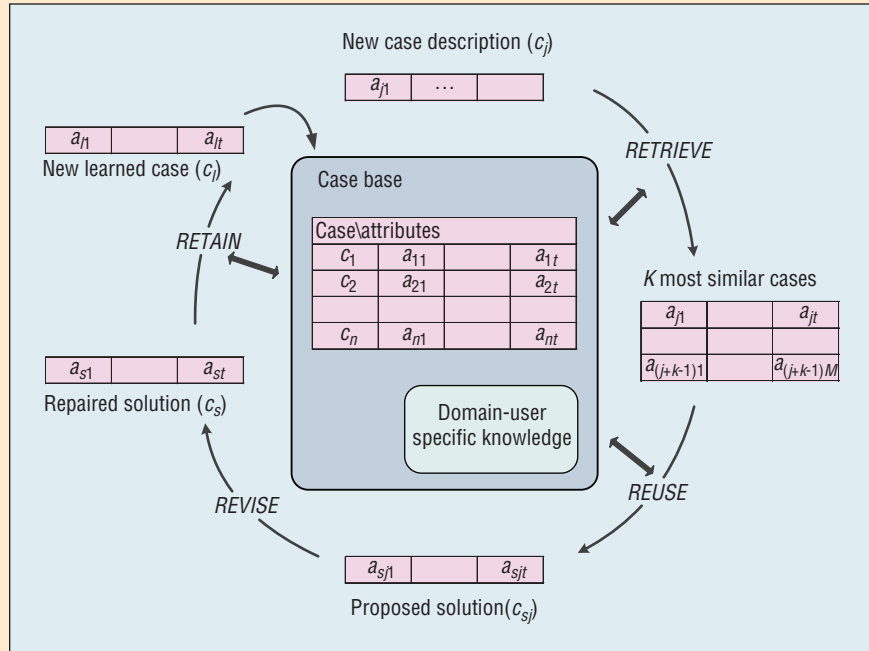 New case description (cj)
aj1 …
RETRIEVE
K most similar cases
aj1 ajt
a(j+k-1)1 a(j+k-1)M
REUSE
asj1 asjt
Proposed solution(csj)
REVISE
as1 ast
Repaired solution (cs)
RETAIN
al1 alt
New learned case (cl)
Case base
Case\attributes
c1 a11 a1t
c2 a21 a2t
cn an1 ant
Domain-user
specific knowledge